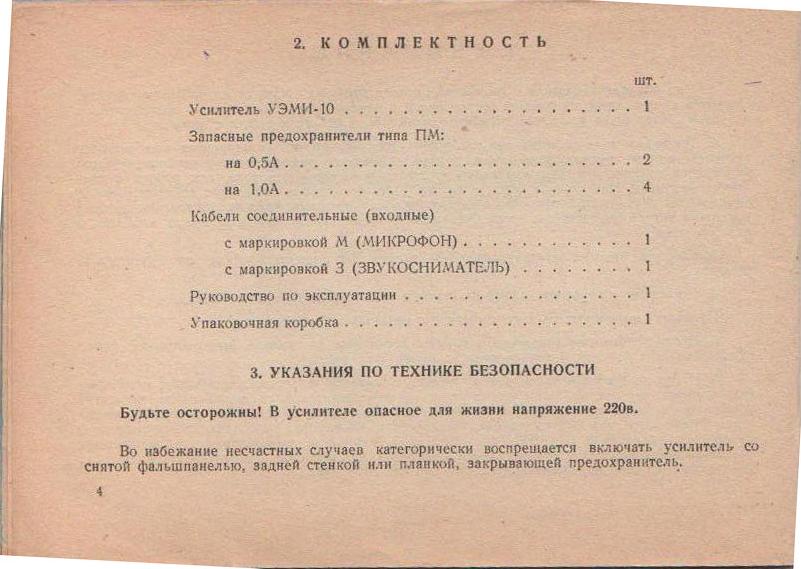 2. КОМПЛЕКТНОСТЬ
шт.
Усилитель УЭМИ-10 . . . . . . . . . . . . . . . . . . . . 1
Запасные предохранители типа ПМ:
на 0,5А . . . . . . . . . . . . . . . . . . . . . . . . 2
на 1,0А . . . . . . . . . . . . . . . . . . . . . . . . 4
Кабели соединительные (входные)
с маркировкой М (МИКРОФОН) . . . . . . . . . . . . 1
с маркировкой З (ЗВУКОСНИМАТЕЛЬ) . . . . . . . . 1
Руководство по эксплуатации . . . . . . . . . . . . . . . . 1
Упаковочная коробка . . . . . . . . . . . . . . . . . . . . 1
3. УКАЗАНИЯ ПО ТЕХНИКЕ БЕЗОПАСНОСТИ
Будьте осторожны! В усилителе опасное для жизни напряжение 220в.
Во избежание несчастных случаев категорически воспрещается включать усилитель со
снятой фальшпанелью, задней стенкой или планкой, закрывающей предохранитель.
4